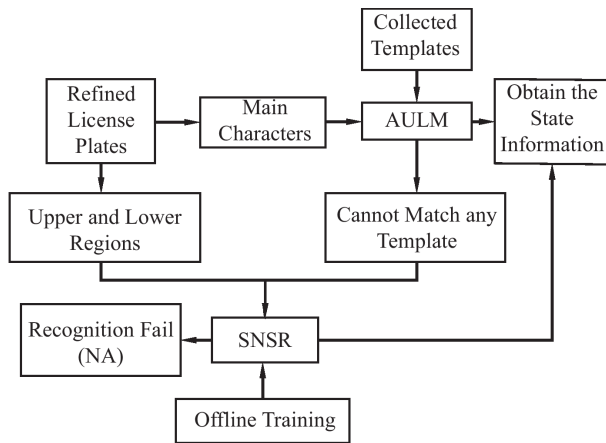 Collected
Templates
Refined
License
Plates
Main
Characters
AULM
Obtain the
State
Information
Upper and Lower
Regions
Cannot Match any
Template
Recognition Fail
(NA)
SNSR
Offline Training